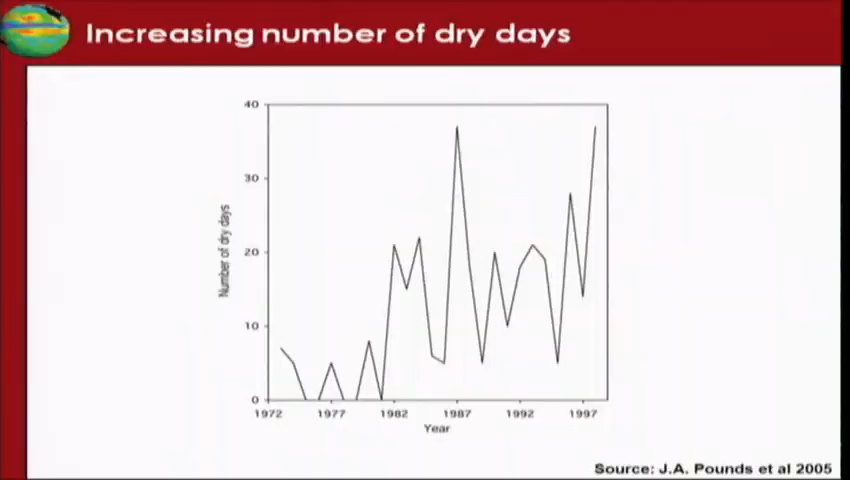 Increasing number of dry days
40
30
20
10
0
Number of dry days
1972 1977 1982 1987 1992 1997
Year
Source: J.A. Pounds et al 2005